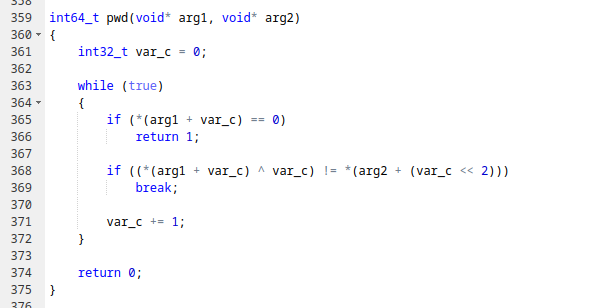 358
359 int64_t pwd(void* arg1, void* arg2)
360 {
361     int32_t var_c = 0;
362
363     while (true)
364     {
365         if (*(arg1 + var_c) == 0)
366             return 1;
367
368         if ((*(arg1 + var_c) ^ var_c) != *(arg2 + (var_c << 2)))
369             break;
370
371         var_c += 1;
372     }
373
374     return 0;
375 }
376